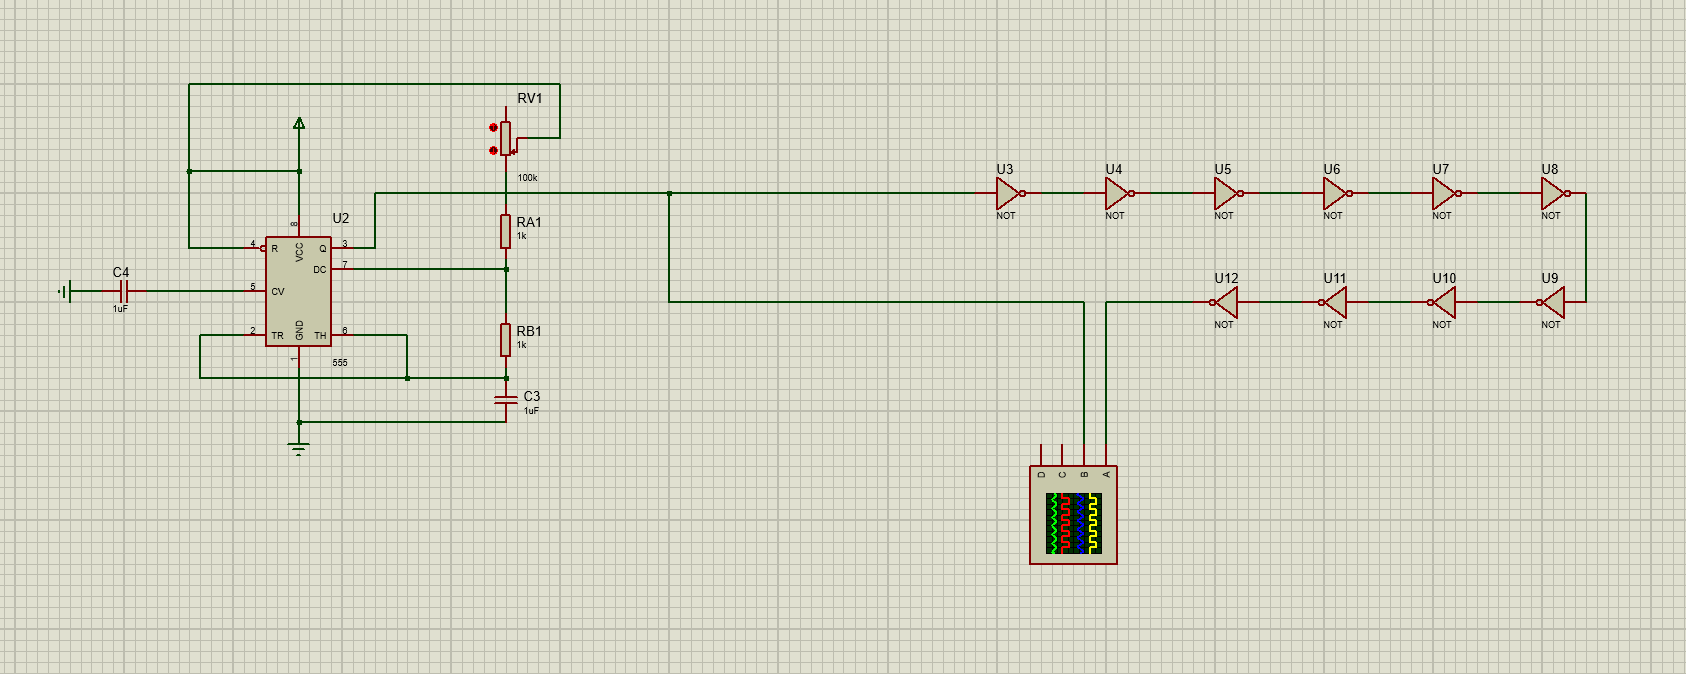 RV1
100k
U2
4
R
VCC
8
Q
3
DC
7
5
CV
2
TR
GND
1
TH
6
555
C4
1uF
RA1
1k
RB1
1k
C3
1uF
U3
NOT
U4
NOT
U5
NOT
U6
NOT
U7
NOT
U8
NOT
U12
NOT
U11
NOT
U10
NOT
U9
NOT
D
C
B
A